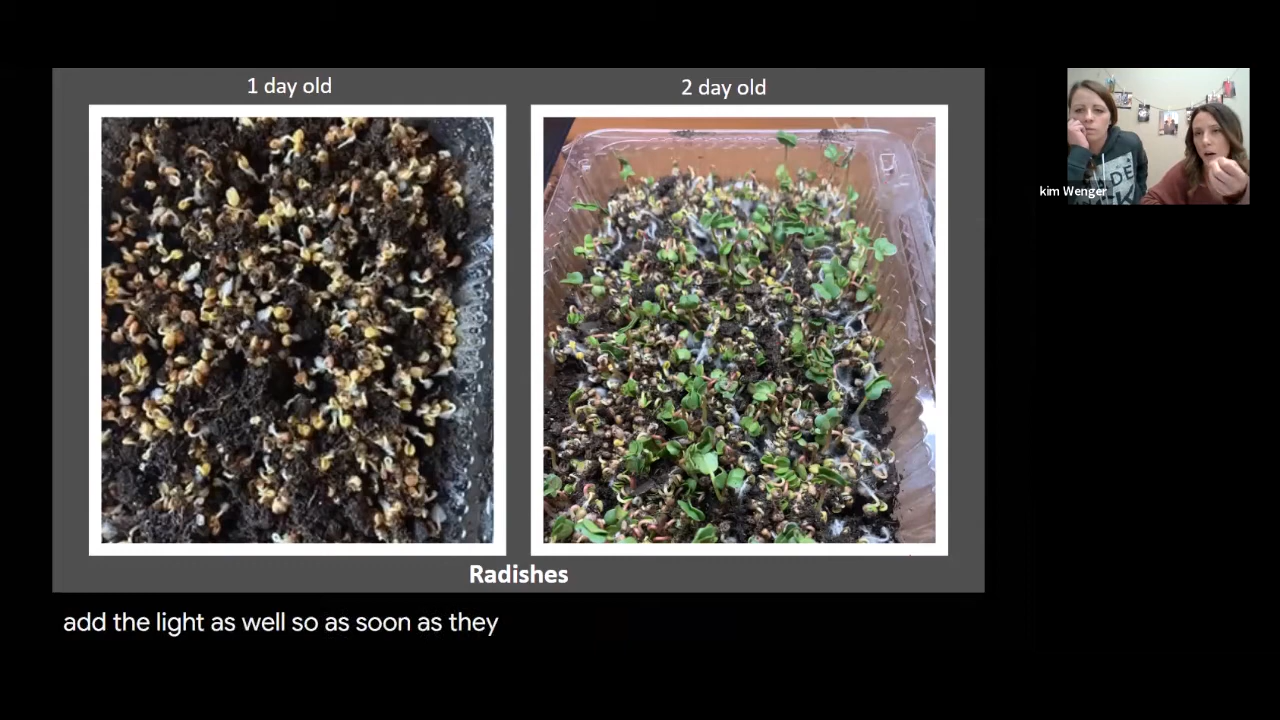 1 day old
2 day old
kim Wenger
Radishes
add the light as well so as soon as they